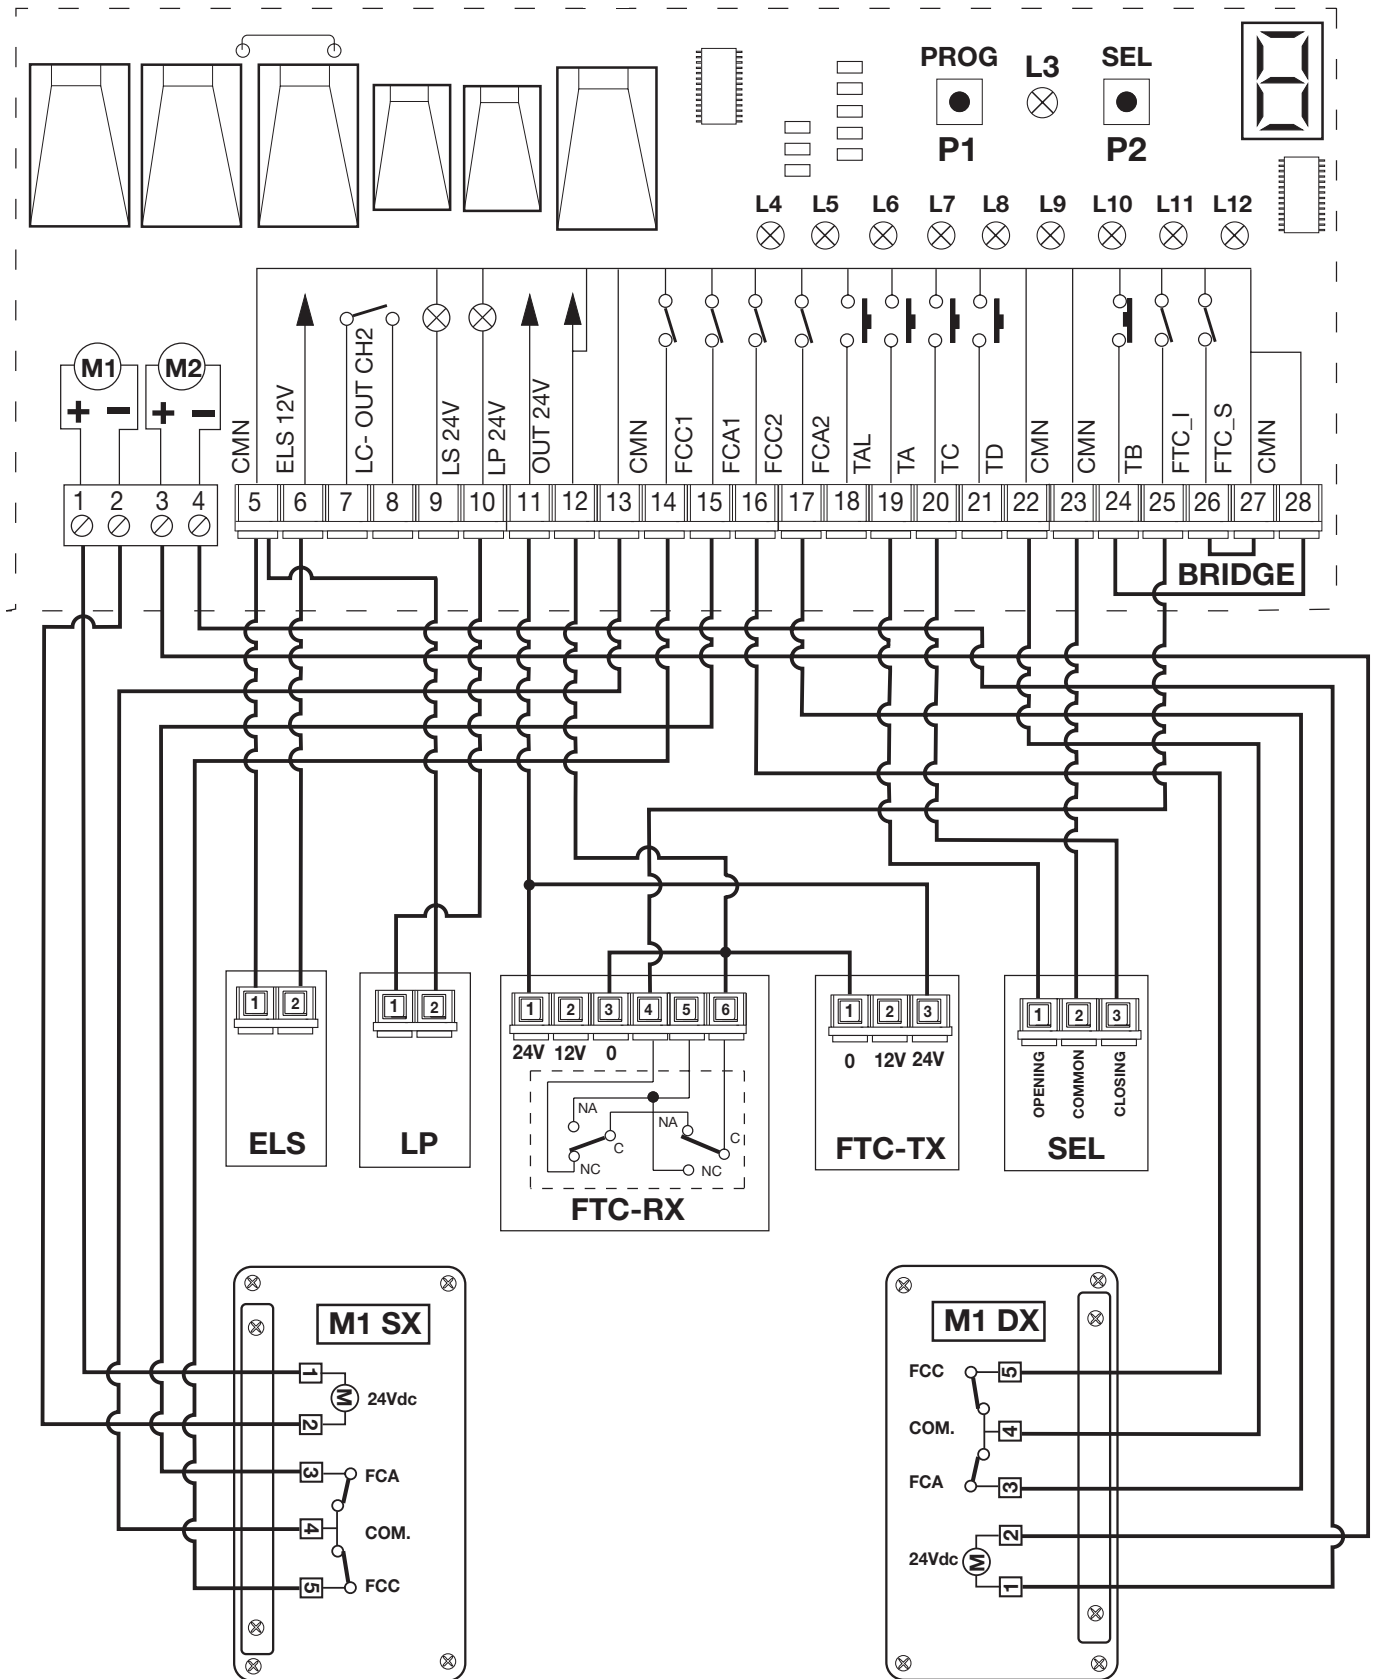 PROG L3 SEL
P1 P2
L4 L5 L6 L7 L8 L9 L10 L11 L12
M1 M2
+ − + −
CMN
ELS 12V
LC- OUT CH2
LS 24V
LP 24V
OUT 24V
CMN
FCC1
FCA1
FCC2
FCA2
TAL
TA
TC
TD
CMN
CMN
TB
FTC_I
FTC_S
CMN
1 2 3 4 5 6 7 8 9 10 11 12 13 14 15 16 17 18 19 20 21 22 23 24 25 26 27 28
BRIDGE
1 2
ELS
1 2
LP
1 2 3 4 5 6
24V 12V 0
NA
C
NC
NA
C
NC
FTC-RX
1 2 3
0 12V 24V
FTC-TX
1 2 3
OPENING
COMMON
CLOSING
SEL
M1 SX
1
M 24Vdc
2
3 FCA
4 COM.
5 FCC
M1 DX
FCC 5
COM. 4
FCA 3
2
24Vdc M
1